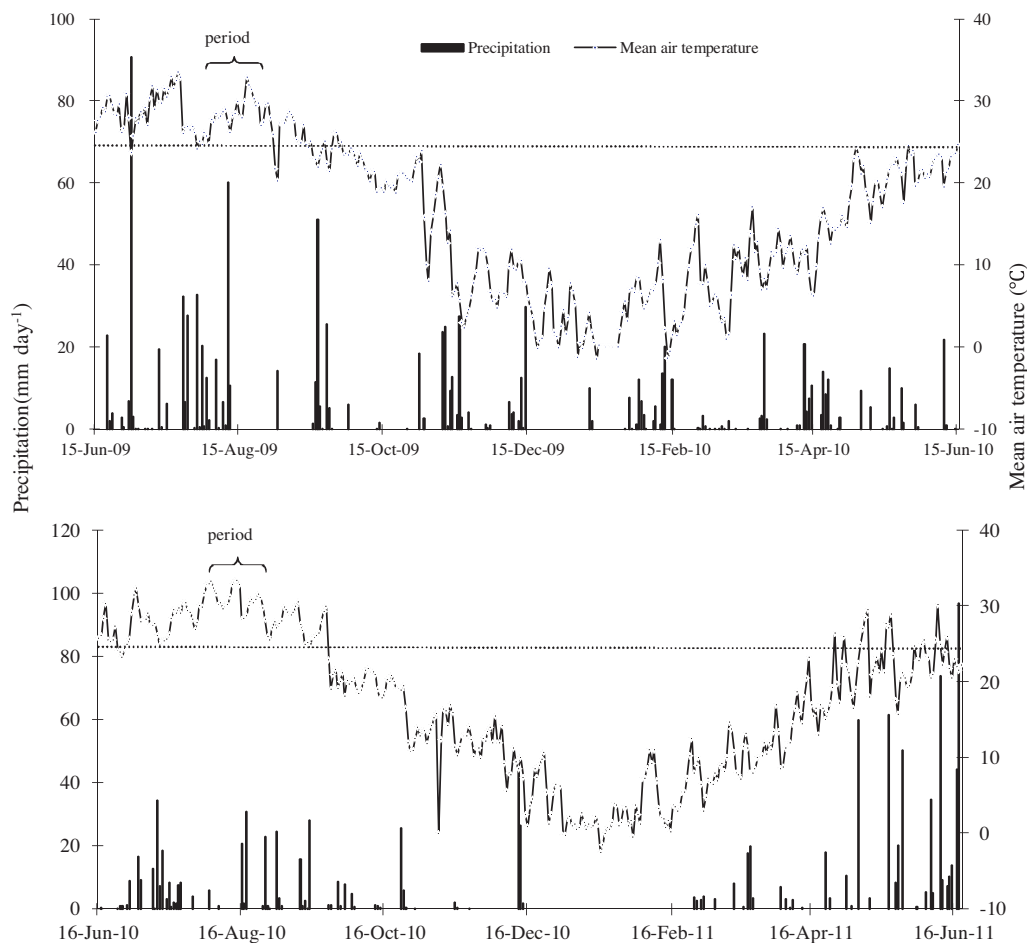 100
80
60
40
20
0
40
30
20
10
0
-10
period
Precipitation
Mean air temperature
15-Jun-09
15-Aug-09
15-Oct-09
15-Dec-09
15-Feb-10
15-Apr-10
15-Jun-10
Precipitation (mm day-1)
Mean air temperature (°C)
120
100
80
60
40
20
0
40
30
20
10
0
-10
period
16-Jun-10
16-Aug-10
16-Oct-10
16-Dec-10
16-Feb-11
16-Apr-11
16-Jun-11